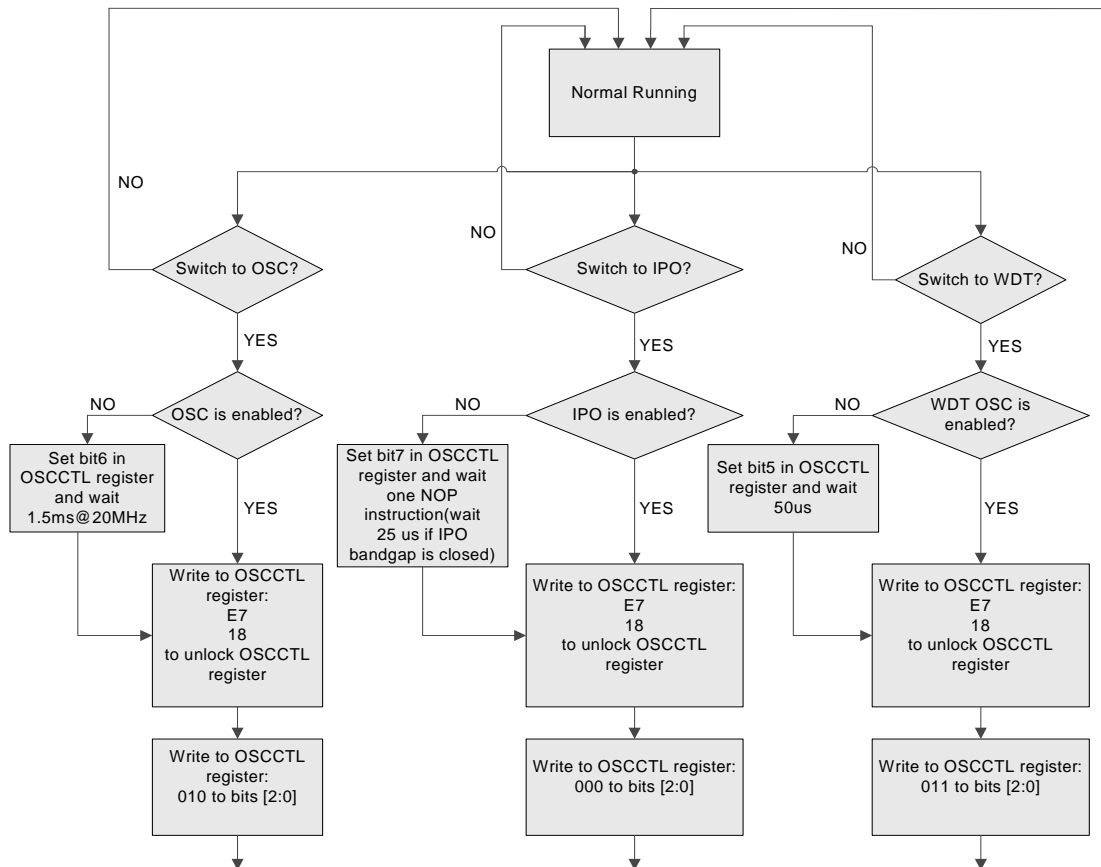 Normal Running
NO
NO
NO
Switch to OSC?
Switch to IPO?
Switch to WDT?
YES
YES
YES
NO
OSC is enabled?
NO
IPO is enabled?
NO
WDT OSC is
enabled?
Set bit6 in
OSCCTL register
and wait
1.5ms@20MHz
YES
Set bit7 in OSCCTL
register and wait
one NOP
instruction(wait
25 us if IPO
bandgap is closed)
YES
Set bit5 in OSCCTL
register and wait
50us
YES
Write to OSCCTL
register:
E7
18
to unlock OSCCTL
register
Write to OSCCTL register:
E7
18
to unlock OSCCTL
register
Write to OSCCTL register:
E7
18
to unlock OSCCTL
register
Write to OSCCTL
register:
010 to bits [2:0]
Write to OSCCTL register:
000 to bits [2:0]
Write to OSCCTL register:
011 to bits [2:0]